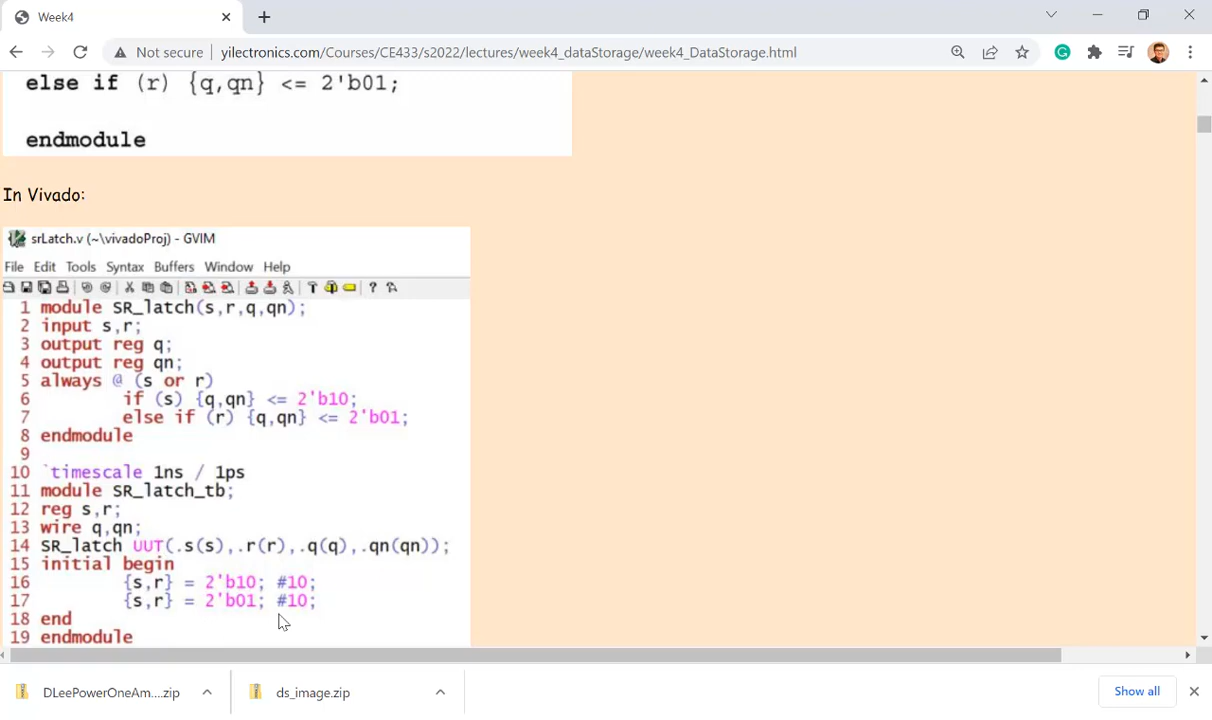 Week4
Not secure yilectronics.com/Courses/CE433/s2022/lectures/week4_dataStorage/week4_DataStorage.html
else if (r) {q,qn} <= 2'b01;
endmodule
In Vivado:
srLatch.v (~\vivadoProj) - GVIM
File Edit Tools Syntax Buffers Window Help
1 module SR_latch(s,r,q,qn);
2 input s,r;
3 output reg q;
4 output reg qn;
5 always @ (s or r)
6 if (s) {q,qn} <= 2'b10;
7 else if (r) {q,qn} <= 2'b01;
8 endmodule
9
10 `timescale 1ns / 1ps
11 module SR_latch_tb;
12 reg s,r;
13 wire q,qn;
14 SR_latch UUT(.s(s),.r(r),.q(q),.qn(qn));
15 initial begin
16 {s,r} = 2'b10; #10;
17 {s,r} = 2'b01; #10;
18 end
19 endmodule
DLeePowerOneAm....zip ds_image.zip Show all